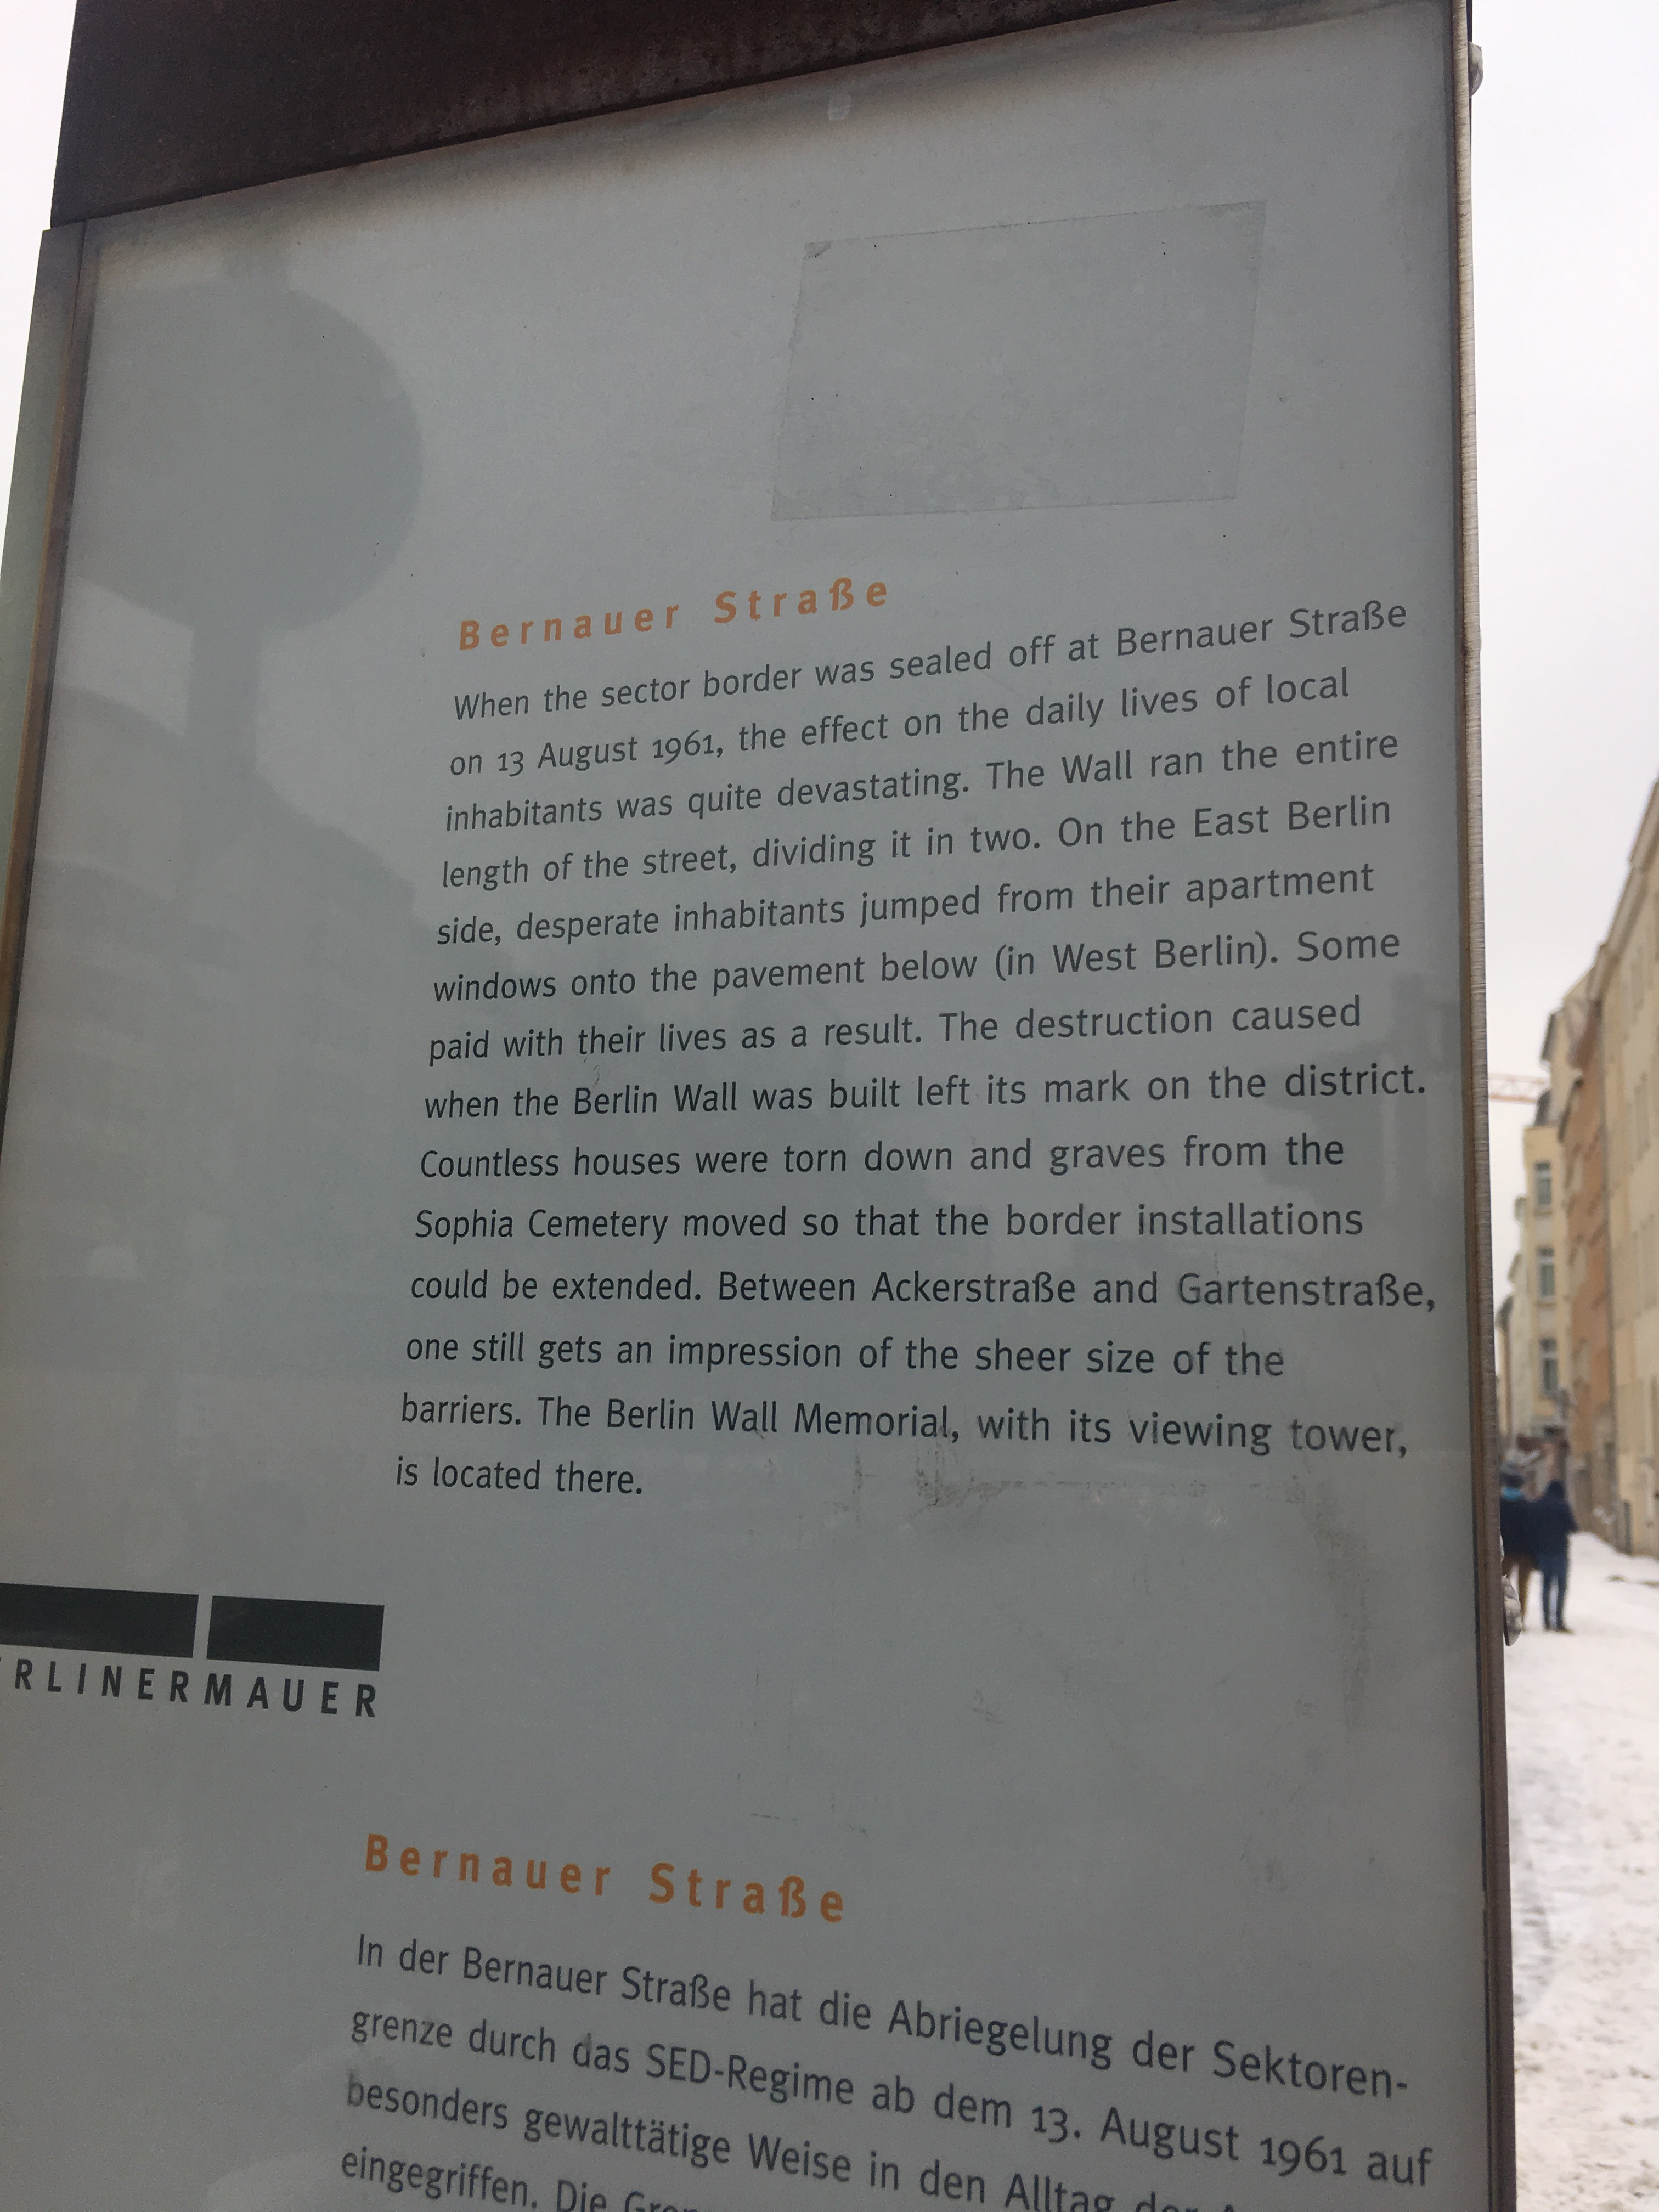 Bernauer Straße
When the sector border was sealed off at Bernauer Straße
on 13 August 1961, the effect on the daily lives of local
inhabitants was quite devastating. The Wall ran the entire
length of the street, dividing it in two. On the East Berlin
side, desperate inhabitants jumped from their apartment
windows onto the pavement below (in West Berlin). Some
paid with their lives as a result. The destruction caused
when the Berlin Wall was built left its mark on the district.
Countless houses were torn down and graves from the
Sophia Cemetery moved so that the border installations
could be extended. Between Ackerstraße and Gartenstraße,
one still gets an impression of the sheer size of the
barriers. The Berlin Wall Memorial, with its viewing tower,
is located there.
RLINERMAUER
Bernauer Straße
In der Bernauer Straße hat die Abriegelung der Sektoren-
grenze durch das SED-Regime ab dem 13. August 1961 auf
besonders gewalttätige Weise in den Alltag der
eingegriffen. Die